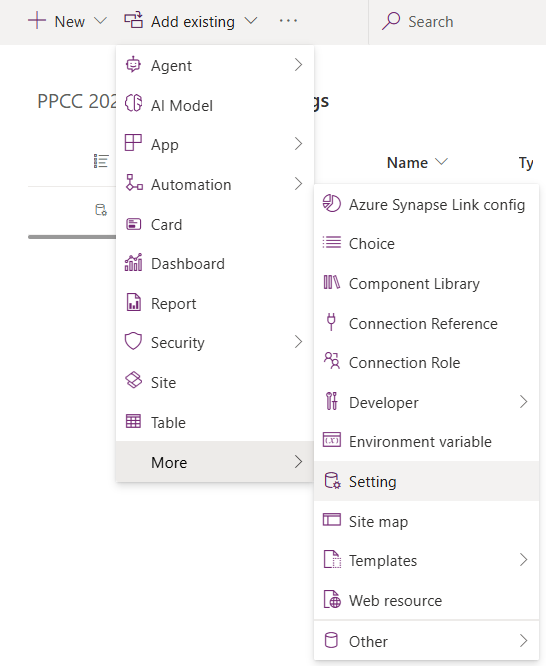 New
Add existing
Search
PPCC 202
gs
Name
Ty
Agent
AI Model
App
Automation
Card
Dashboard
Report
Security
Site
Table
More
Azure Synapse Link config
Choice
Component Library
Connection Reference
Connection Role
Developer
Environment variable
Setting
Site map
Templates
Web resource
Other